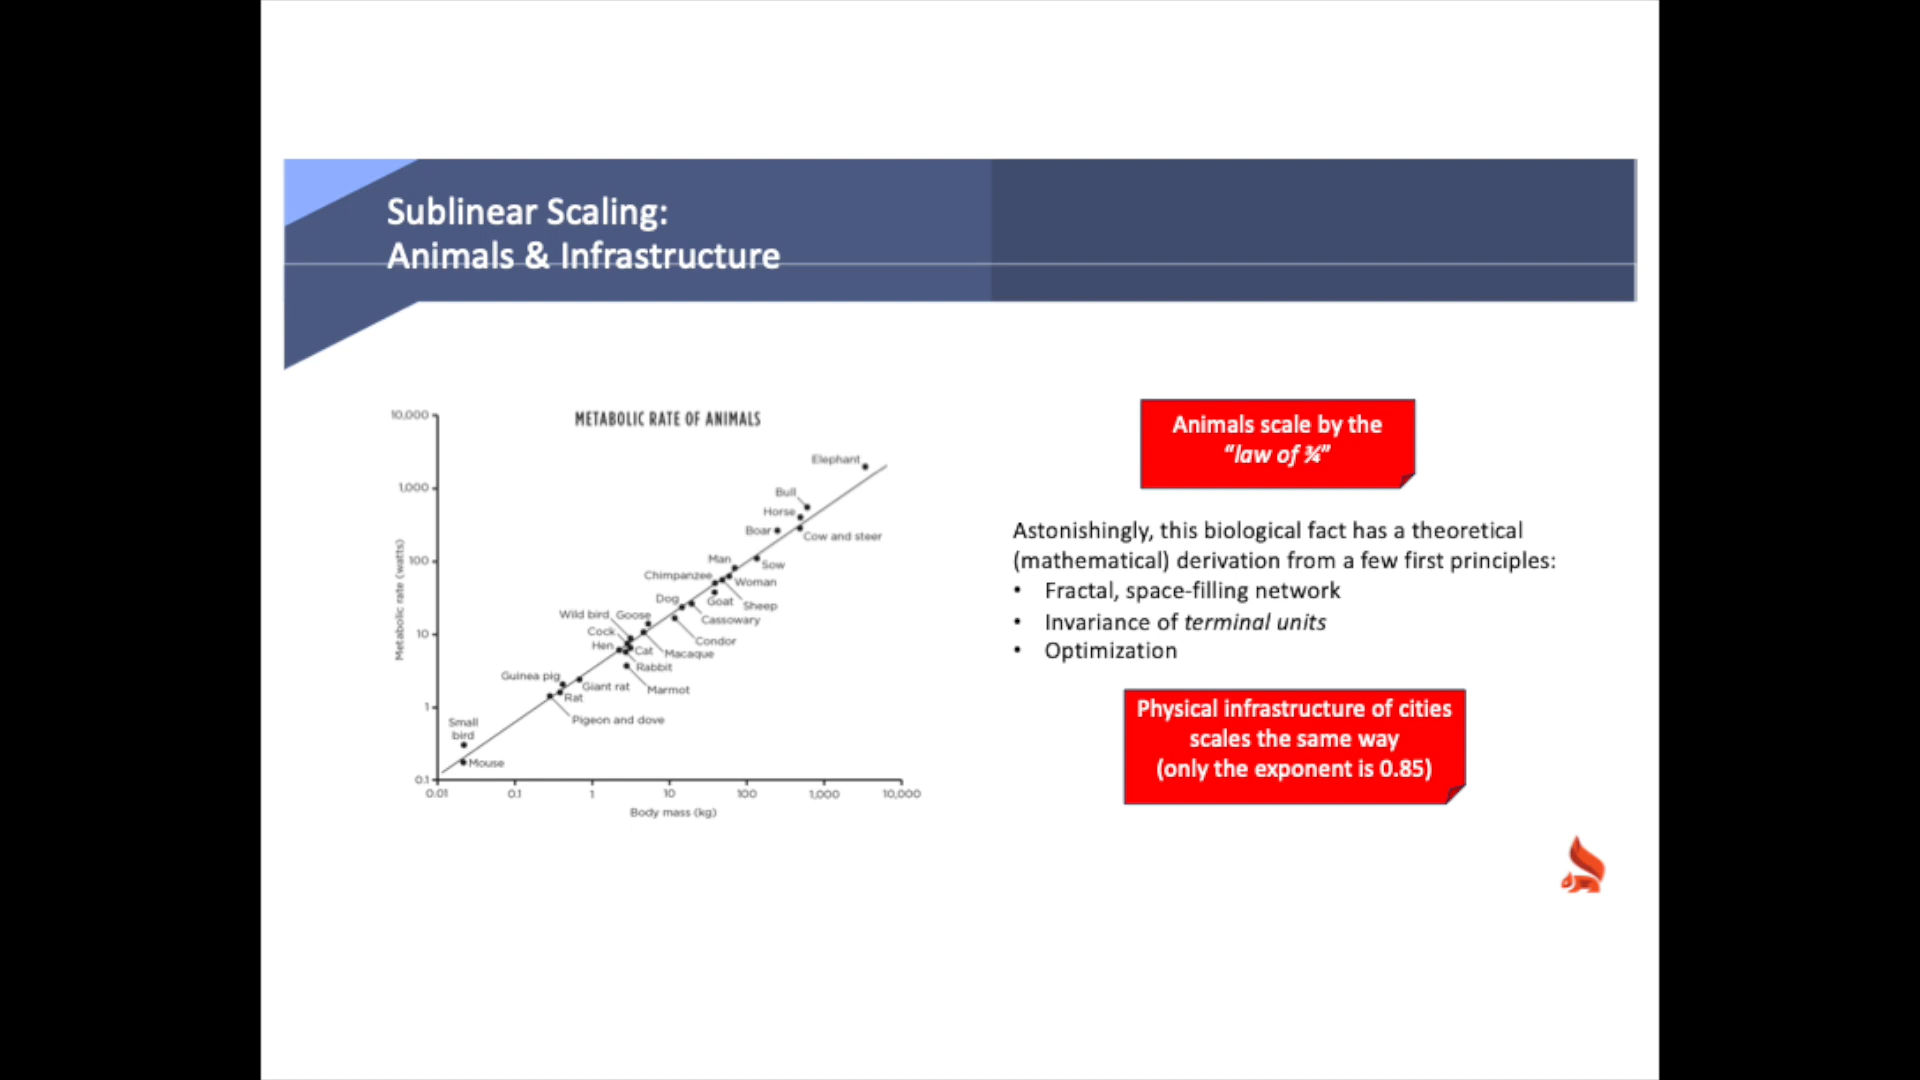 Sublinear Scaling:
Animals & Infrastructure
METABOLIC RATE OF ANIMALS
10,000
1,000
100
10
1
0.1
Metabolic rate (watts)
Elephant
Bull
Horse
Boar
Cow and steer
Man
Sow
Chimpanzee
Woman
Dog
Goat
Sheep
Wild bird
Goose
Cassowary
Cock
Condor
Hen
Cat
Macaque
Rabbit
Guinea pig
Giant rat
Marmot
Rat
Pigeon and dove
Small
bird
Mouse
0.01
0.1
1
10
100
1,000
10,000
Body mass (kg)
Animals scale by the
“law of ¾”
Astonishingly, this biological fact has a theoretical
(mathematical) derivation from a few first principles:
• Fractal, space-filling network
• Invariance of terminal units
• Optimization
Physical infrastructure of cities
scales the same way
(only the exponent is 0.85)